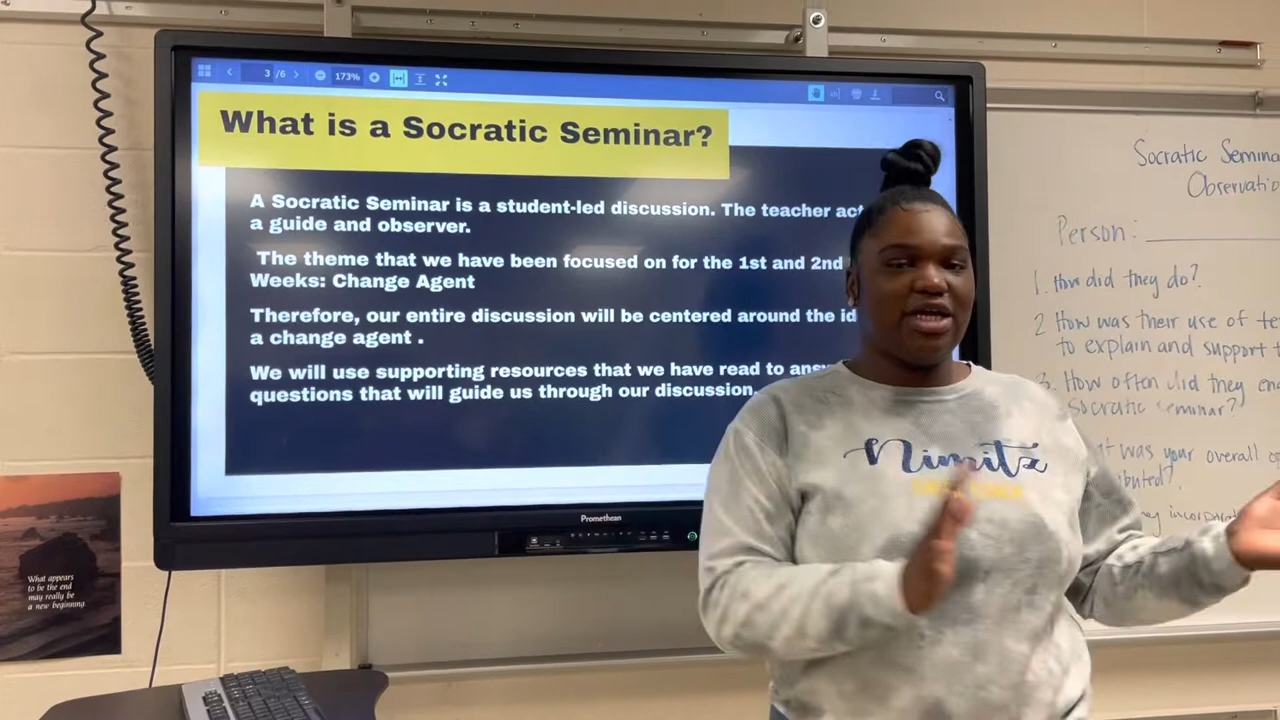 3 /6
173%
What is a Socratic Seminar?
A Socratic Seminar is a student-led discussion. The teacher act
a guide and observer.
The theme that we have been focused on for the 1st and 2nd
Weeks: Change Agent
Therefore, our entire discussion will be centered around the id
a change agent .
We will use supporting resources that we have read to ans
questions that will guide us through our discussion.
Promethean
Nimitz
Socratic Semina
Observatio
Person:
1. How did they do?
2 How was their use of te
to explain and support t
3. How often did they en
socratic seminar?
t was your overall
ibuted?
ey incorporat
What appears
to be the end
may really be
a new beginning.